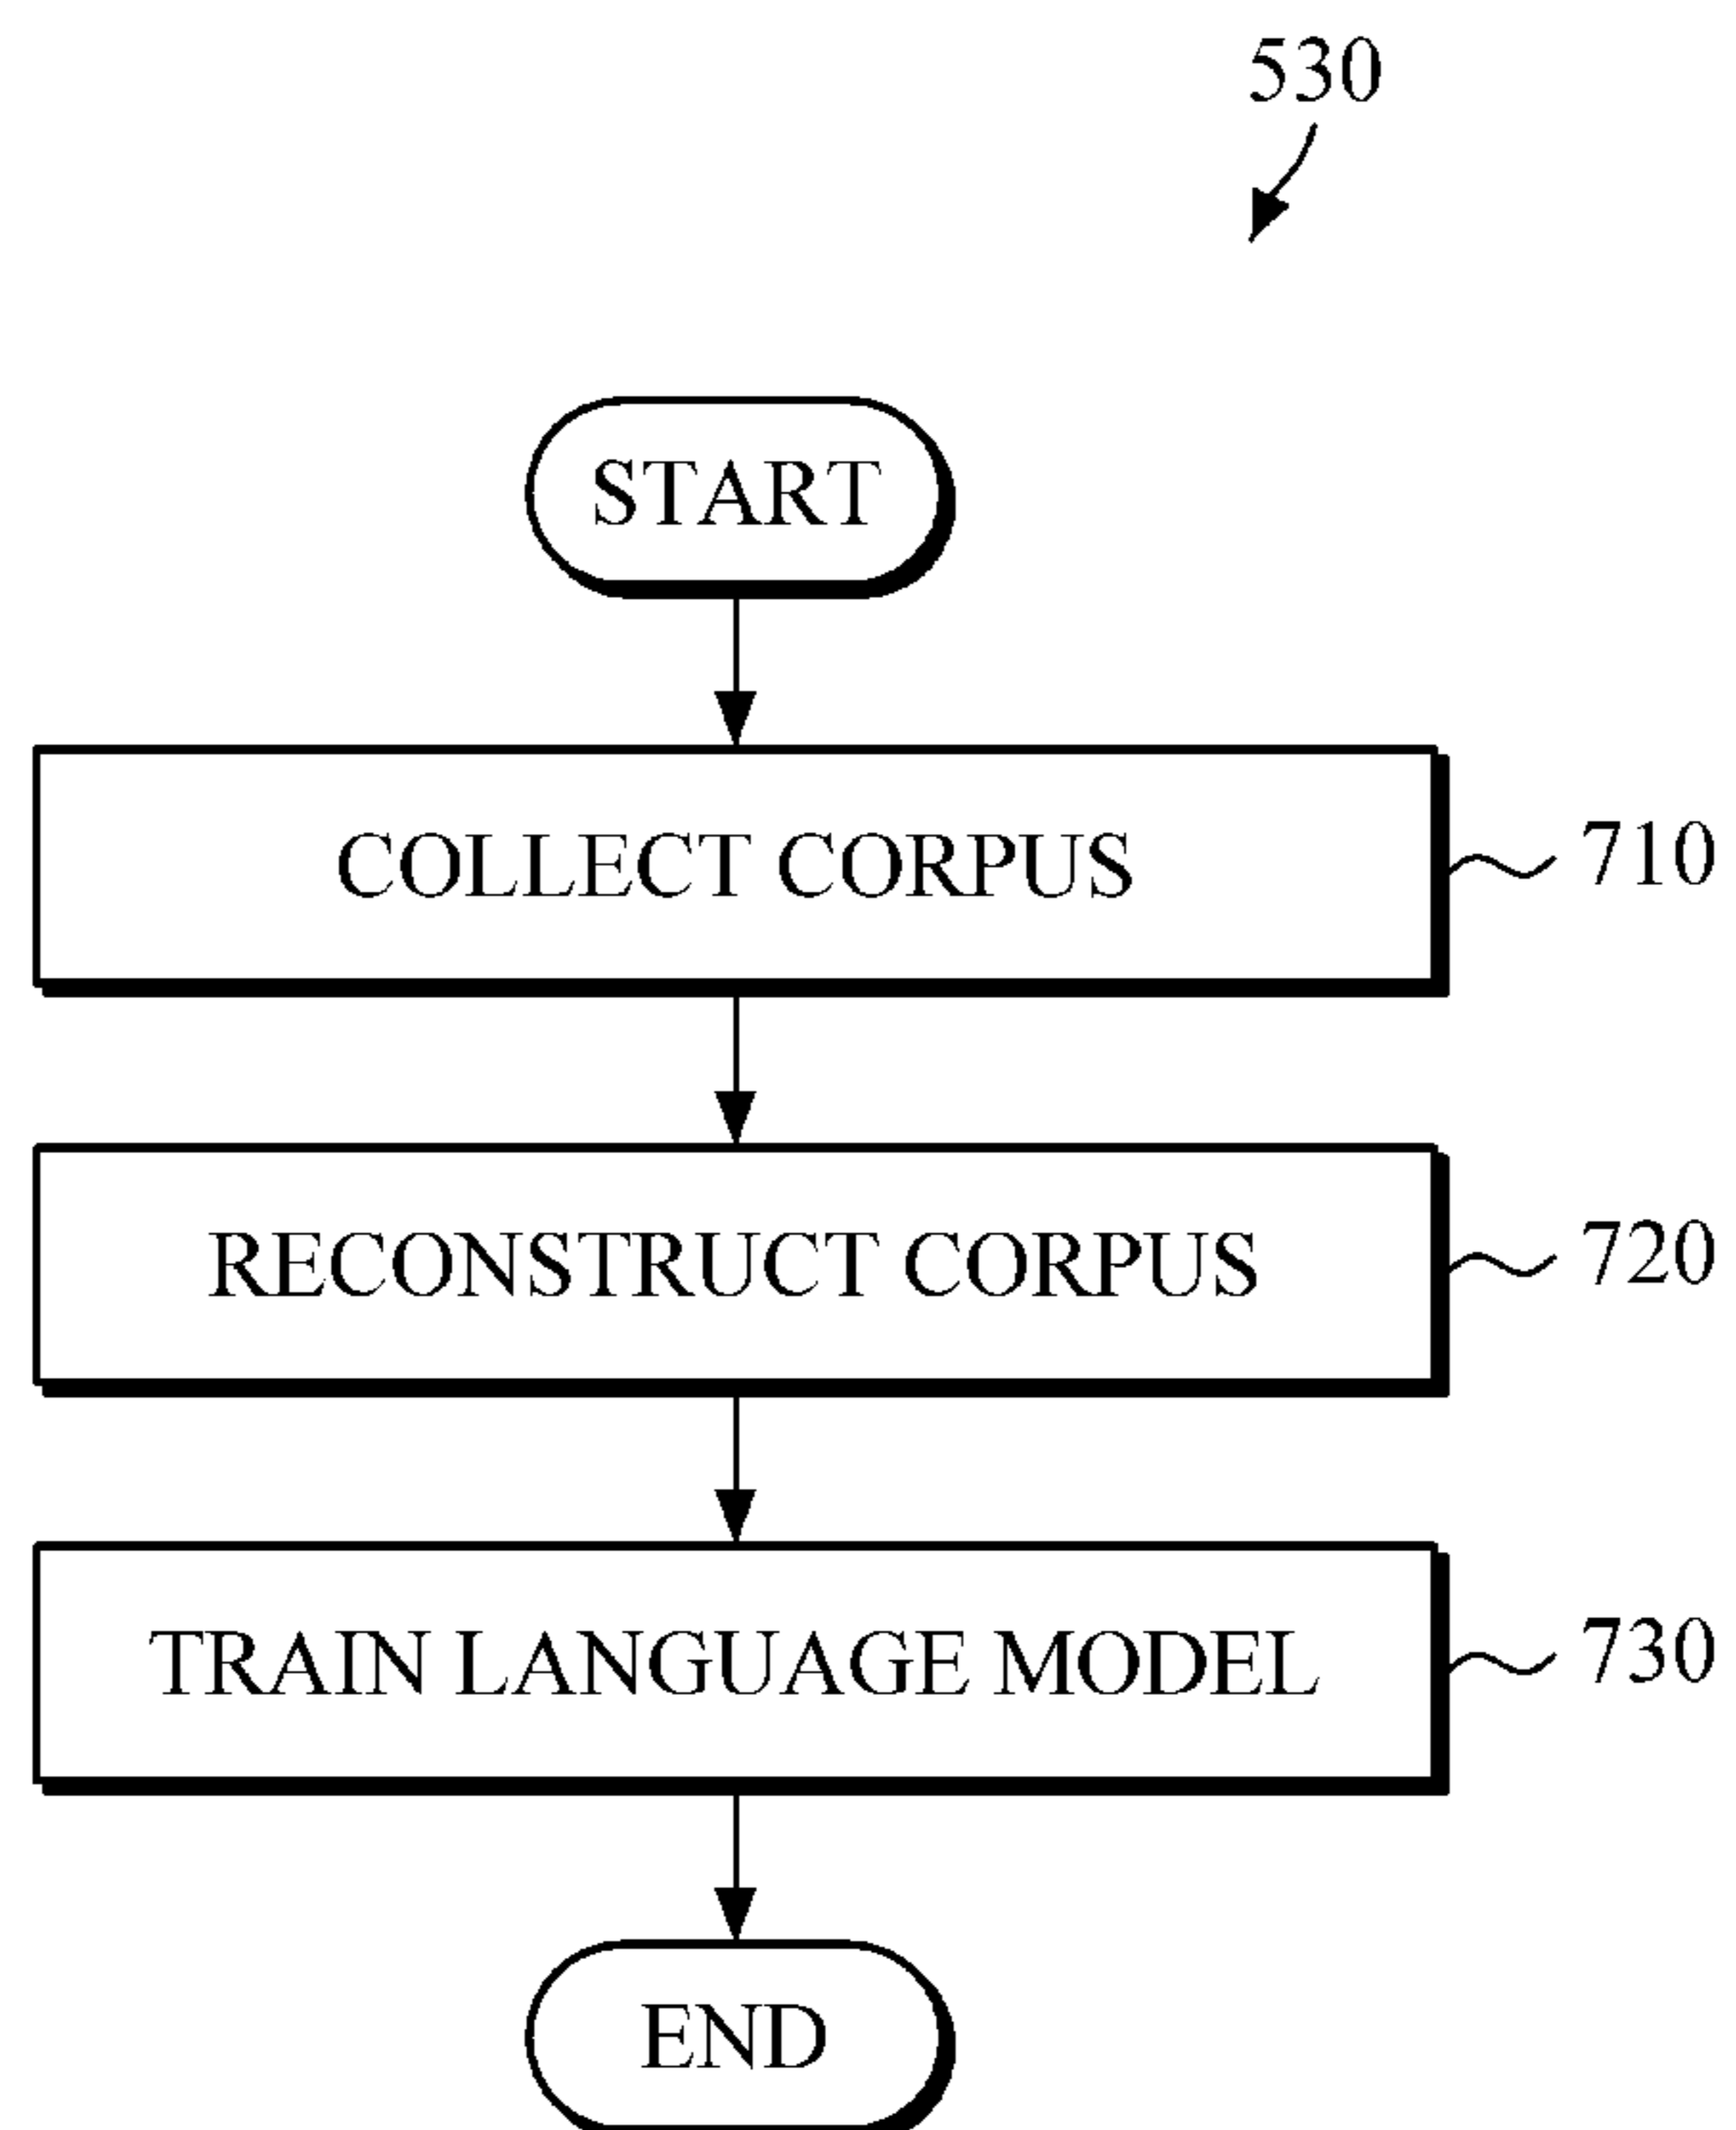 530
START
COLLECT CORPUS
710
RECONSTRUCT CORPUS
720
TRAIN LANGUAGE MODEL
730
END